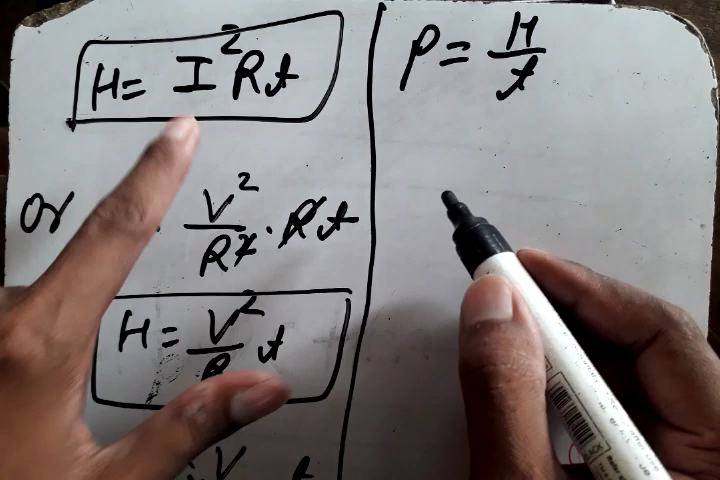 H = I²Rt
Or V²/R² · Rt
H = V²/R t
V t
P = H/t